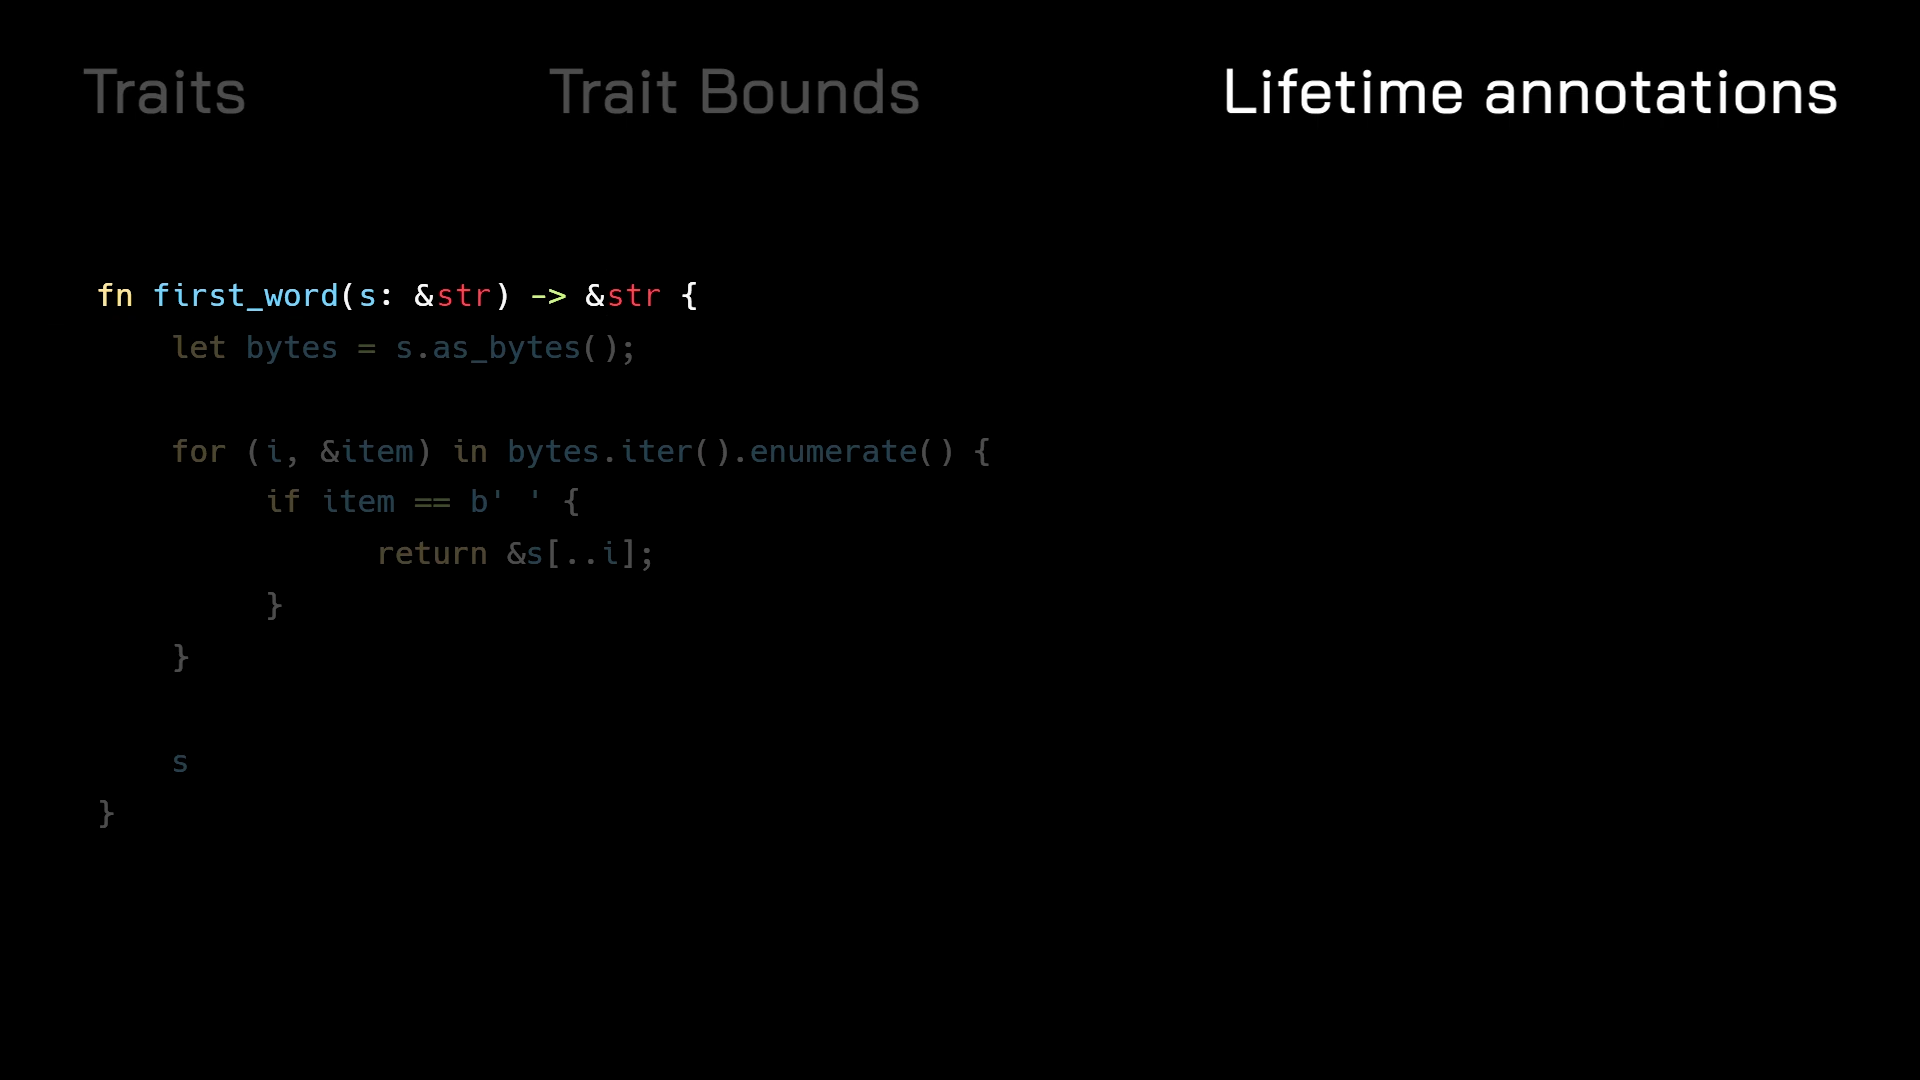 Traits Trait Bounds Lifetime annotations
fn first_word(s: &str) -> &str {
let bytes = s.as_bytes();
for (i, &item) in bytes.iter().enumerate() {
if item == b' ' {
return &s[..i];
}
}
s
}